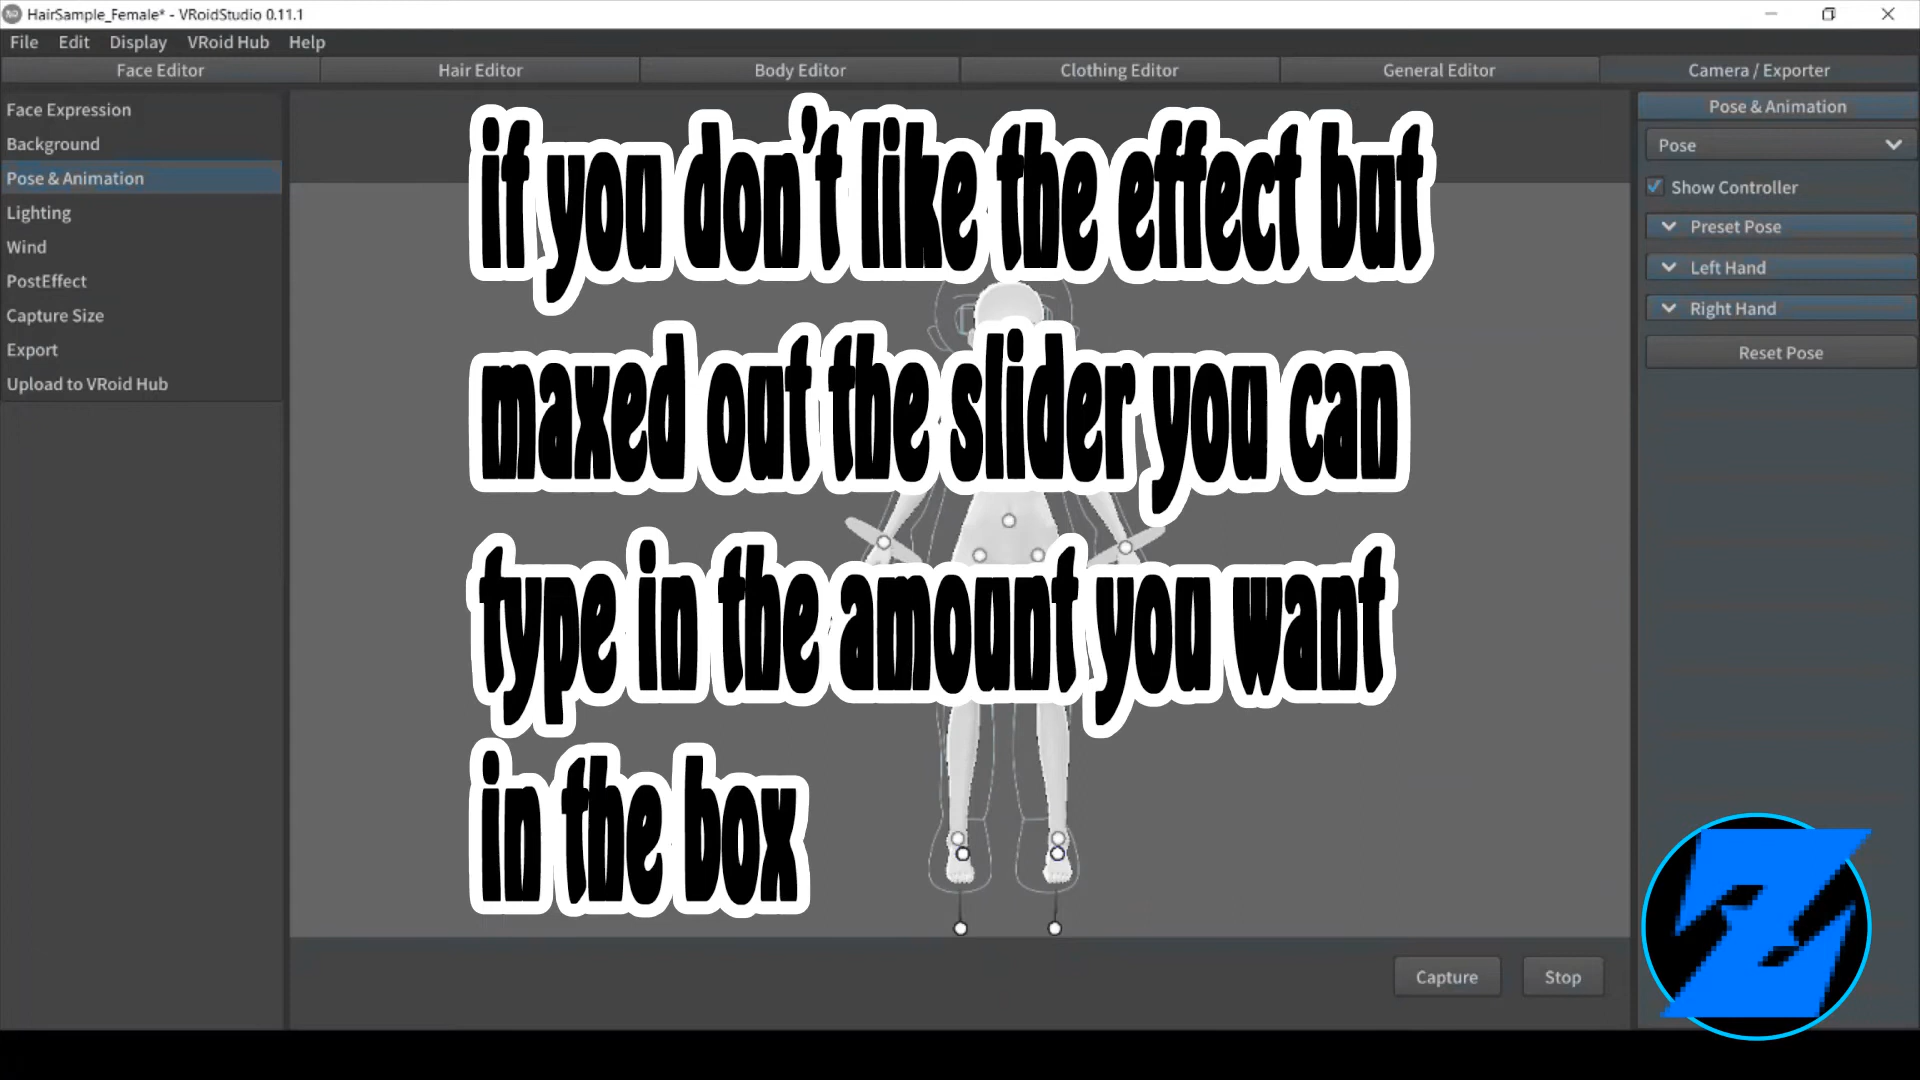 HairSample_Female* - VRoidStudio 0.11.1
File Edit Display VRoid Hub Help
Face Editor Hair Editor Body Editor Clothing Editor General Editor Camera / Exporter
Face Expression
Background
Pose & Animation
Lighting
Wind
PostEffect
Capture Size
Export
Upload to VRoid Hub
if you don't like the effect but
maxed out the slider you can
type in the amount you want
in the box
Pose & Animation
Pose
Show Controller
Preset Pose
Left Hand
Right Hand
Reset Pose
Capture Stop